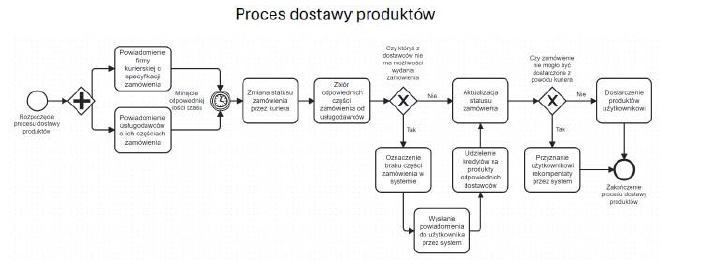 Proces dostawy produktów
Rozpoczęcie
procesu dostawy
produktów
Powiadomienie
firmy
kurierskiej o
specyfikacji
zamówienia
Powiadomienie
usługodawców
o ich częściach
zamówienia
Minięcie
odpowiedniej
ilości czasu
Zmiana statusu
zamówienia
przez kuriera
Zbiór
odpowiednich
części
zamówienia od
usługodawców
Czy któryś z
dostawców nie
ma możliwości
wydania
zamówienia
Nie
Tak
Oznaczenie
braku części
zamówienia w
systemie
Wysłanie
powiadomienia
do użytkownika
przez system
Udzielenie
kredytów na
produkty
odpowiednich
dostawców
Aktualizacja
statusu
zamówienia
Czy zamówienie
nie mogło być
dostarczone z
powodu kuriera
Nie
Tak
Przyznanie
użytkownikowi
rekompentaty
przez system
Dostarczenie
produktów
użytkownikowi
Zakończenie
procesu dostawy
produktów